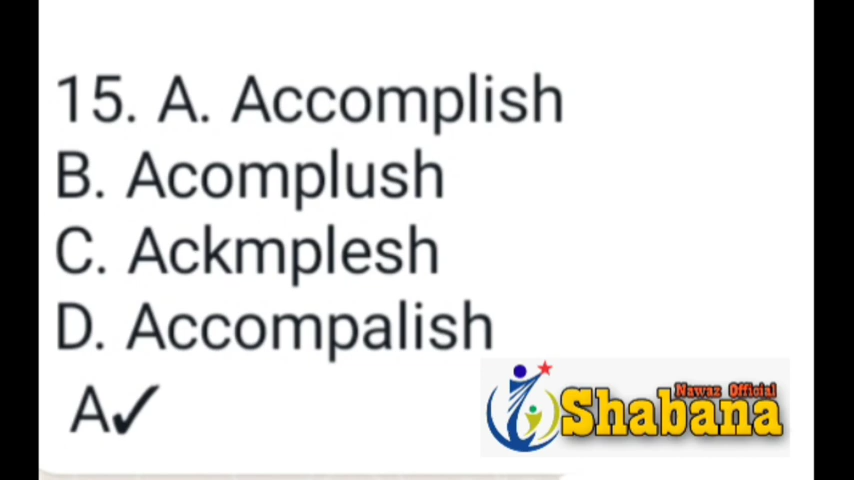 15. A. Accomplish
B. Acomplush
C. Ackmplesh
D. Accompalish
A✓
Nawaz Official
Shabana